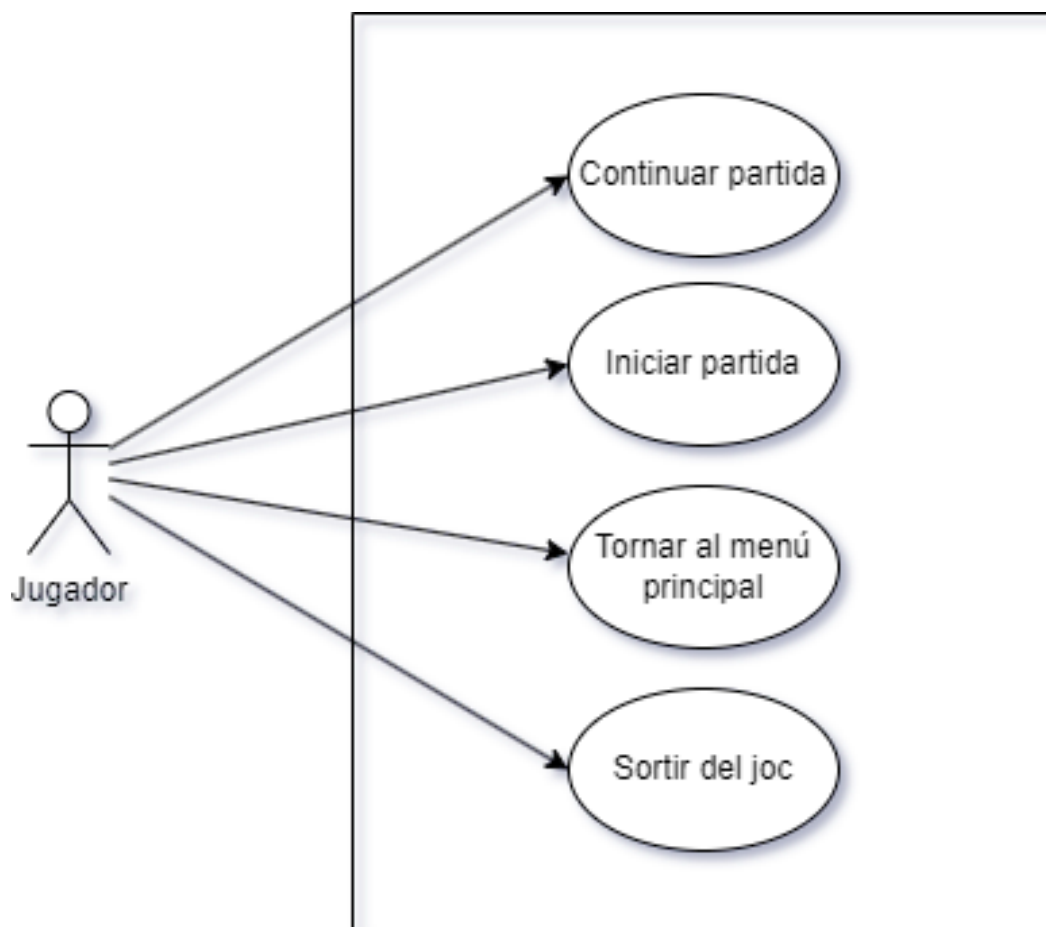 Continuar partida
Iniciar partida
Tornar al menú
principal
Jugador
Sortir del joc